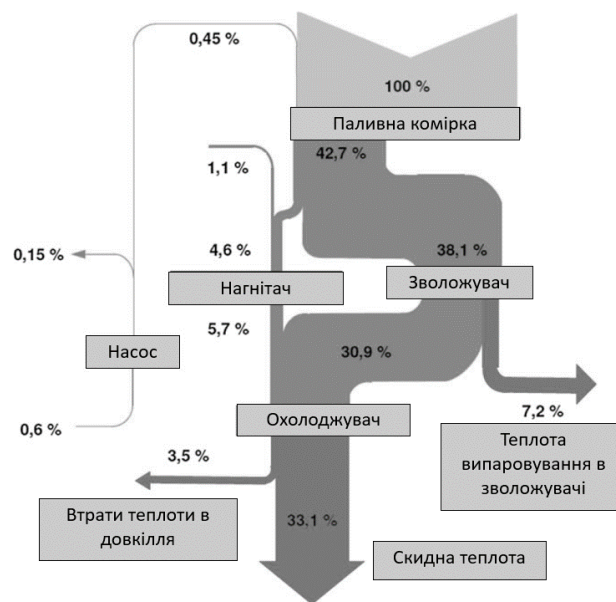 0,45 %
100 %
Паливна комірка
42,7 %
1,1 %
4,6 %
38,1 %
0,15 %
Нагнітач
Зволожувач
5,7 %
Насос
30,9 %
0,6 %
Охолоджувач
7,2 %
3,5 %
Теплота
випаровування в
зволожувачі
Втрати теплоти в
довкілля
33,1 %
Скидна теплота